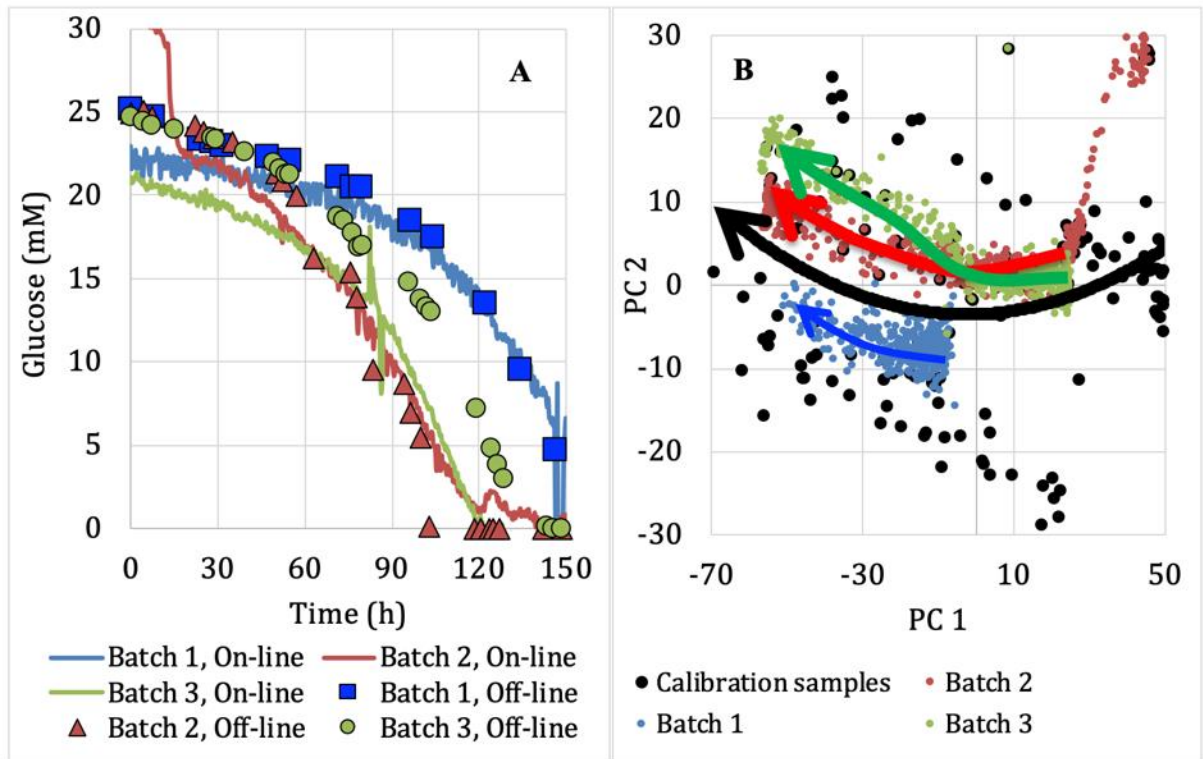 A
Glucose (mM)
30
25
20
15
10
5
0
0 30 60 90 120 150
Time (h)
Batch 1, On-line Batch 2, On-line
Batch 3, On-line Batch 1, Off-line
Batch 2, Off-line Batch 3, Off-line
B
PC 2
30
20
10
0
-10
-20
-30
-70 -30 10 50
PC 1
Calibration samples Batch 2
Batch 1 Batch 3